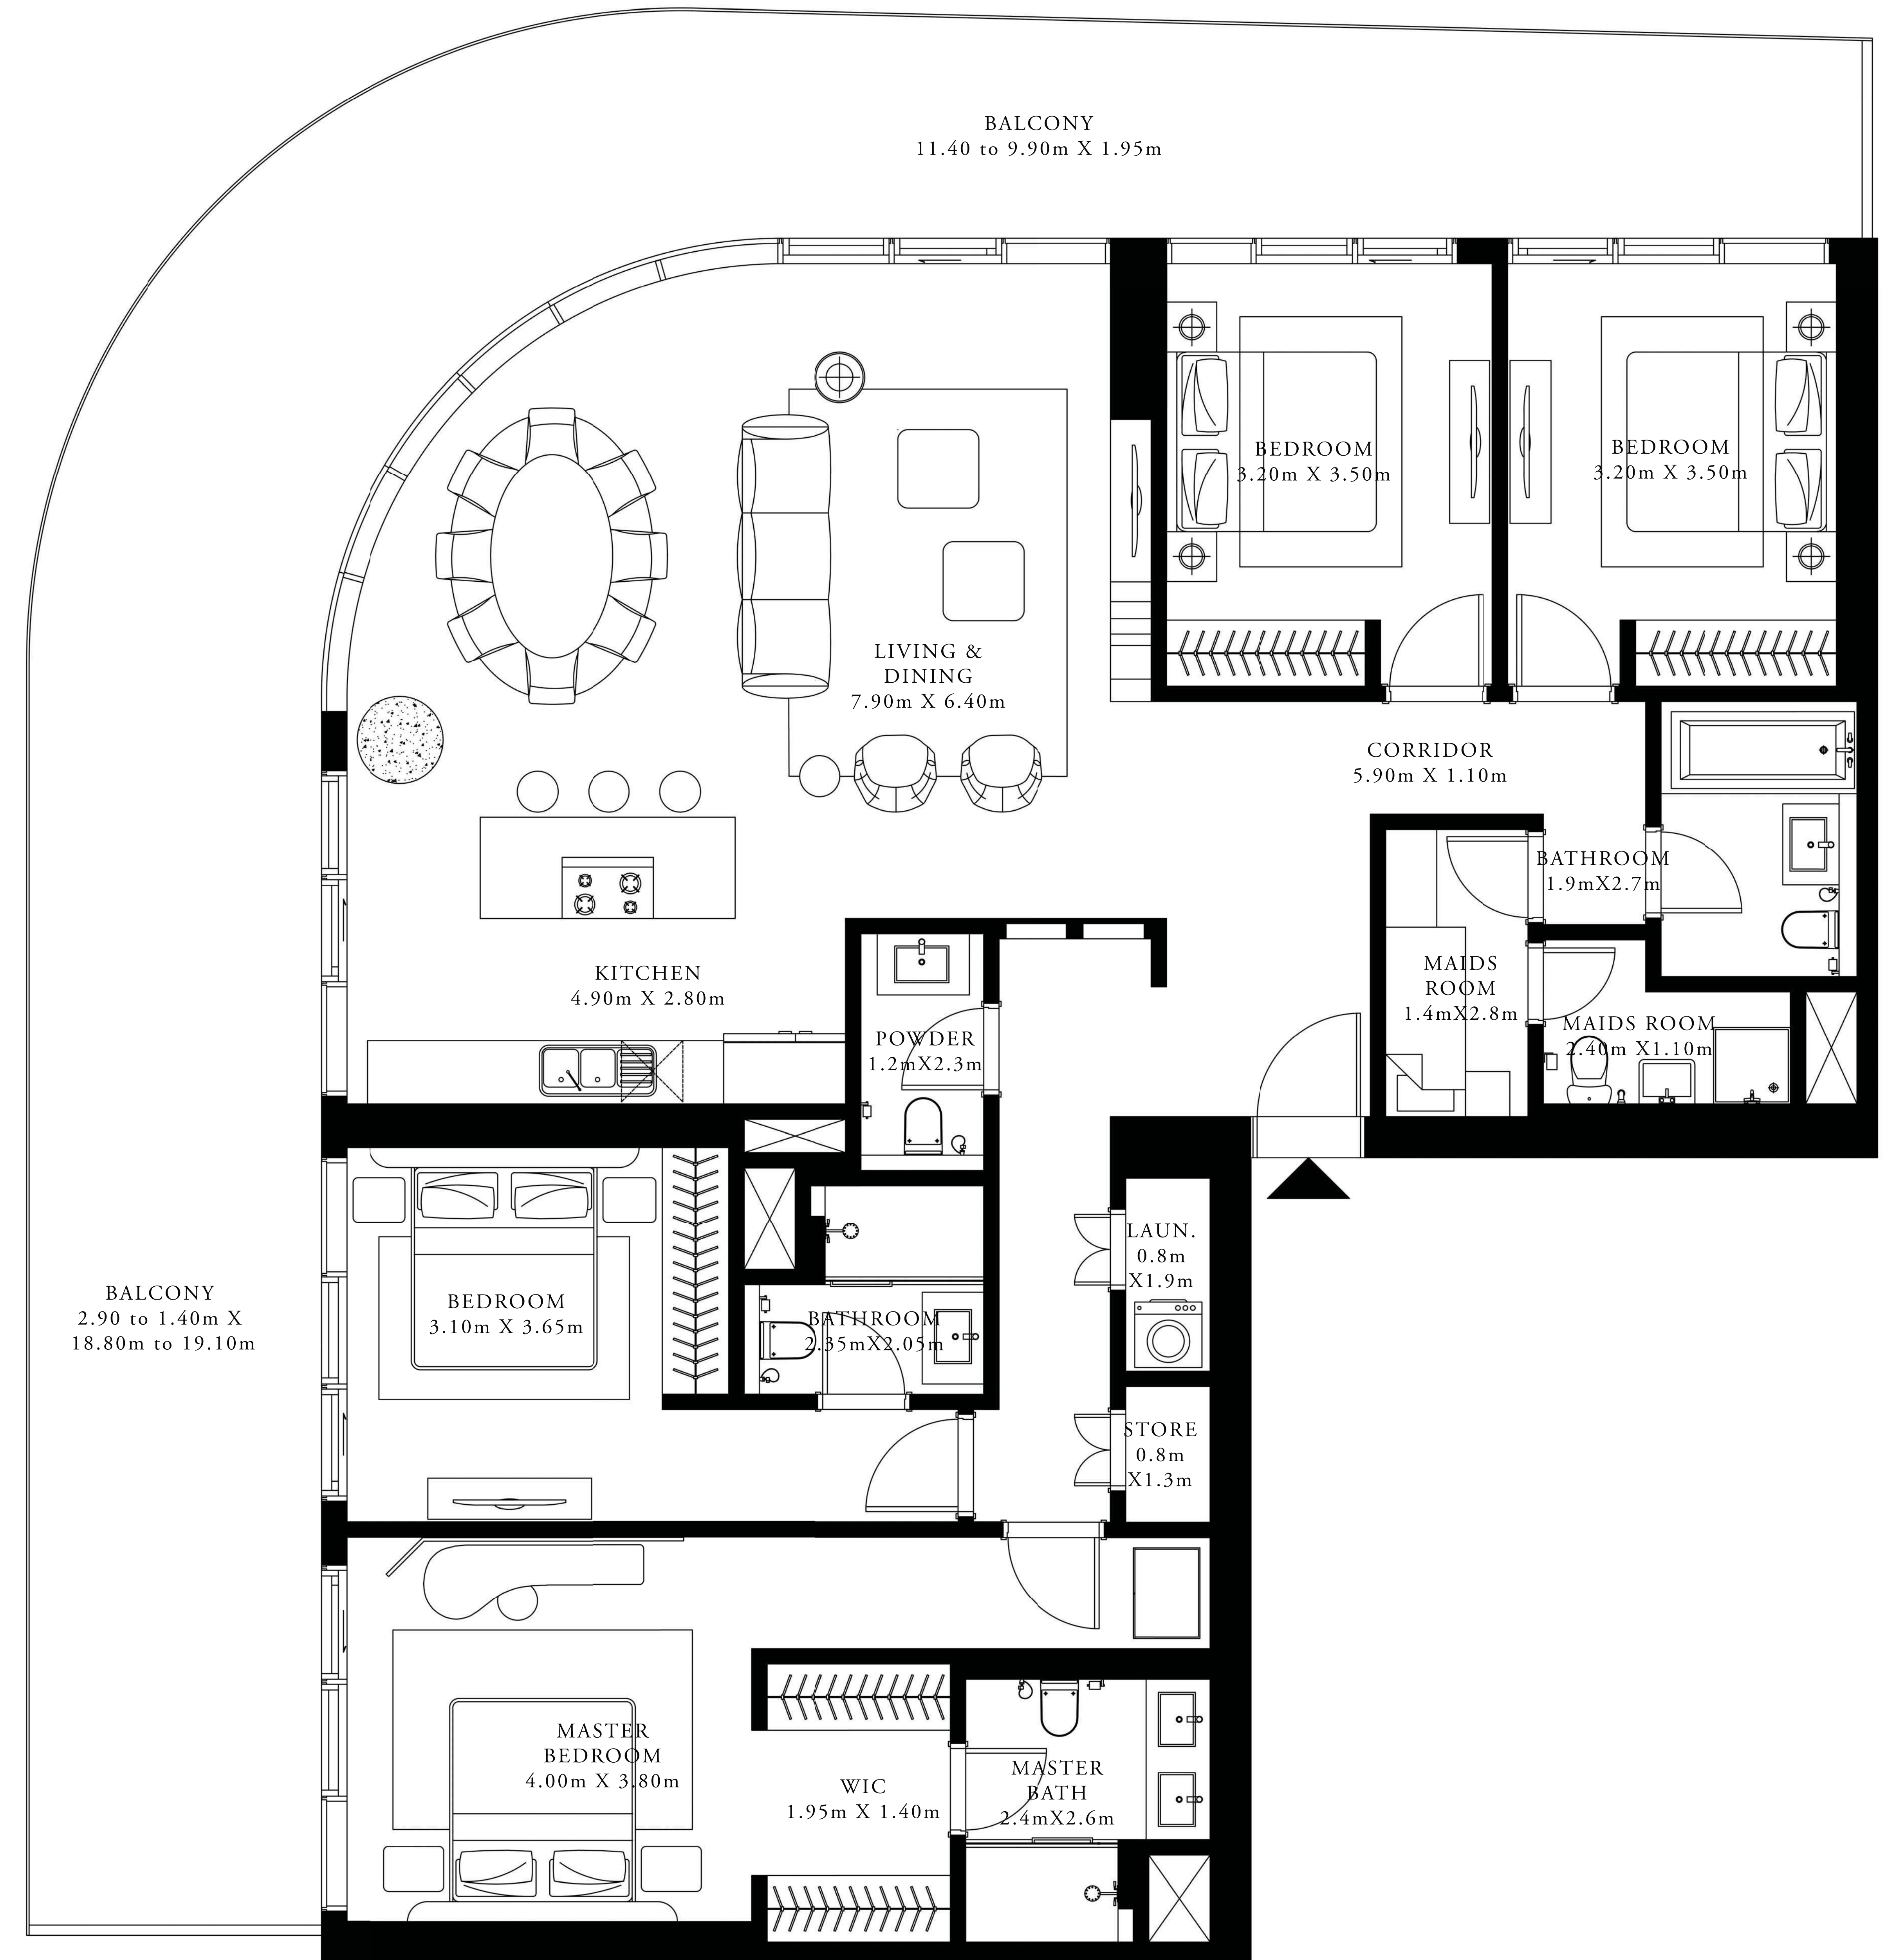 BALCONY
11.40 to 9.90m X 1.95m
BEDROOM
3.20m X 3.50m
BEDROOM
3.20m X 3.50m
LIVING &
DINING
7.90m X 6.40m
CORRIDOR
5.90m X 1.10m
BATHROOM
1.9mX2.7m
KITCHEN
4.90m X 2.80m
MAIDS
ROOM
1.4mX2.8m
POWDER
1.2mX2.3m
MAIDS ROOM
2.40m X1.10m
LAUN.
0.8m
X1.9m
BALCONY
2.90 to 1.40m X
18.80m to 19.10m
BEDROOM
3.10m X 3.65m
BATHROOM
2.35mX2.05m
STORE
0.8m
X1.3m
MASTER
BEDROOM
4.00m X 3.80m
WIC
1.95m X 1.40m
MASTER
BATH
2.4mX2.6m